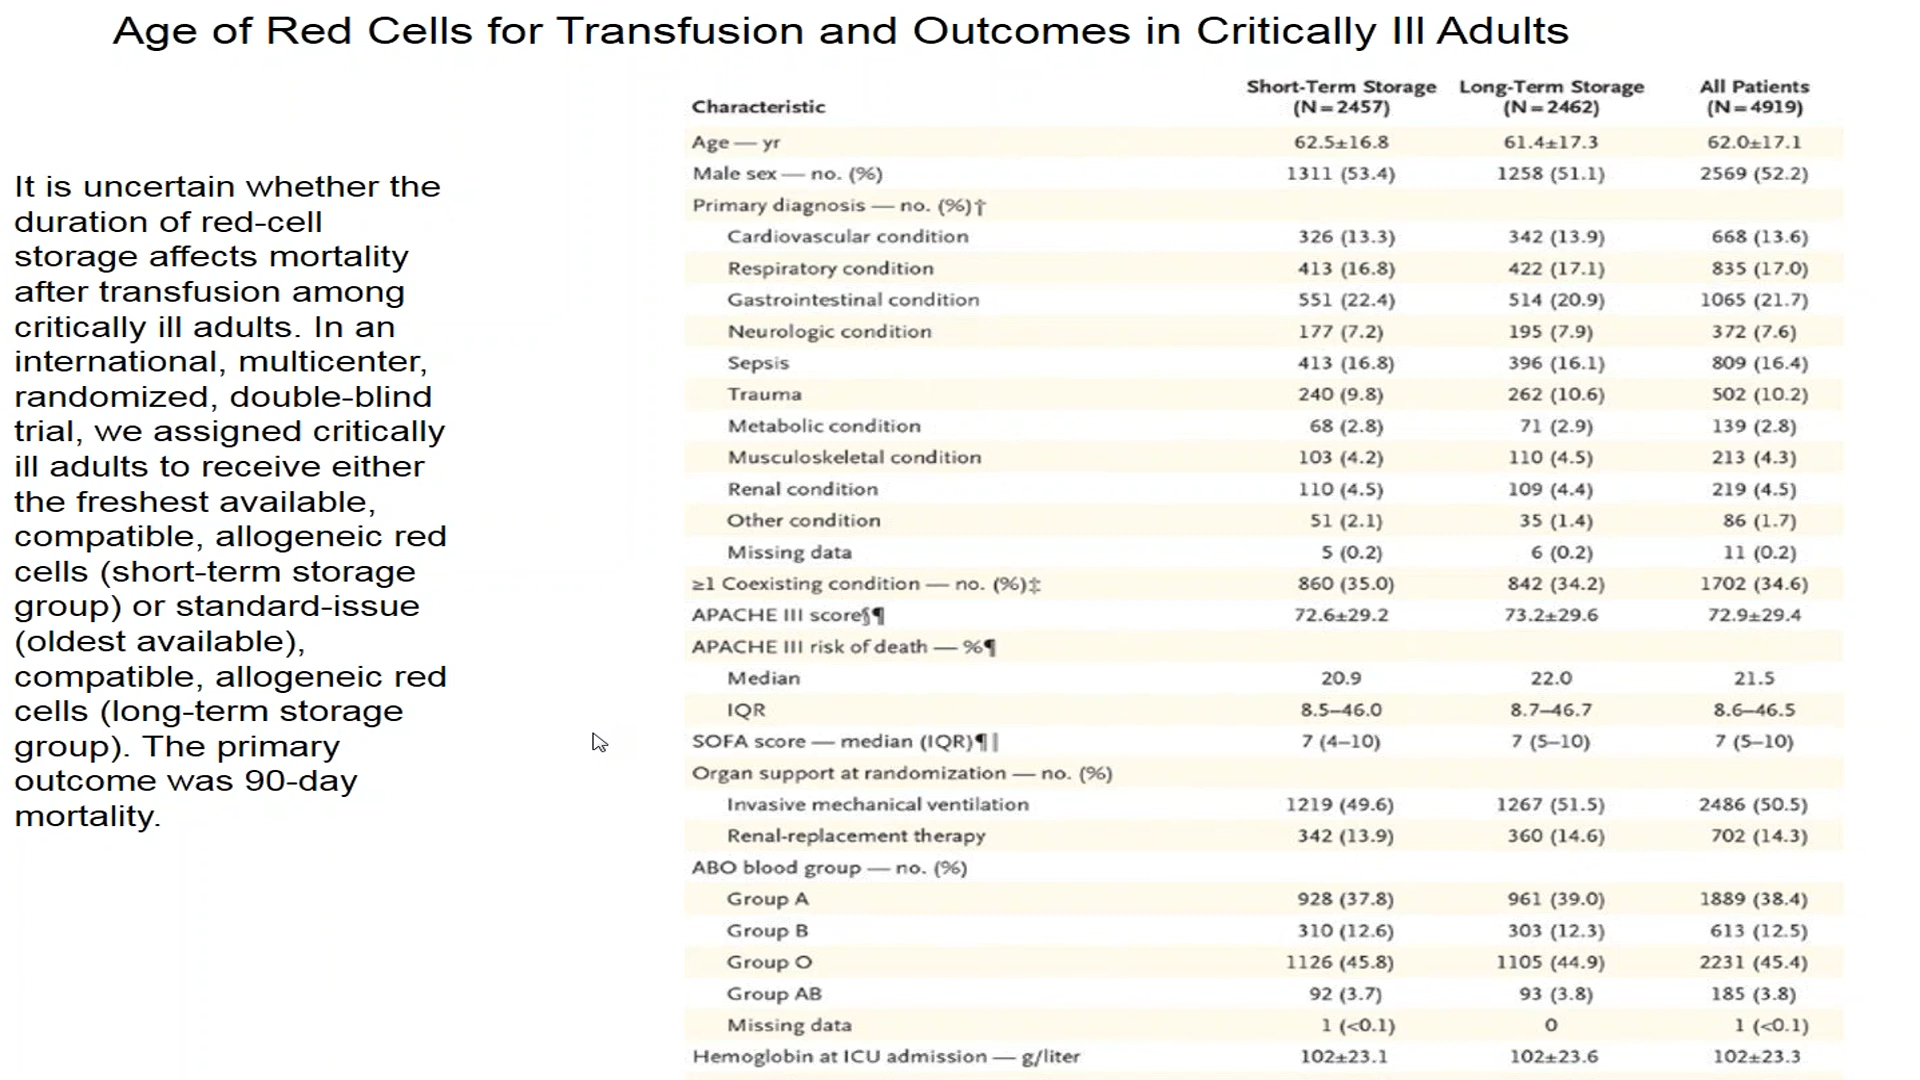 Age of Red Cells for Transfusion and Outcomes in Critically Ill Adults
It is uncertain whether the
duration of red-cell
storage affects mortality
after transfusion among
critically ill adults. In an
international, multicenter,
randomized, double-blind
trial, we assigned critically
ill adults to receive either
the freshest available,
compatible, allogeneic red
cells (short-term storage
group) or standard-issue
(oldest available),
compatible, allogeneic red
cells (long-term storage
group). The primary
outcome was 90-day
mortality.
Characteristic Short-Term Storage (N=2457) Long-Term Storage (N=2462) All Patients (N=4919)
Age — yr 62.5±16.8 61.4±17.3 62.0±17.1
Male sex — no. (%) 1311 (53.4) 1258 (51.1) 2569 (52.2)
Primary diagnosis — no. (%)†
Cardiovascular condition 326 (13.3) 342 (13.9) 668 (13.6)
Respiratory condition 413 (16.8) 422 (17.1) 835 (17.0)
Gastrointestinal condition 551 (22.4) 514 (20.9) 1065 (21.7)
Neurologic condition 177 (7.2) 195 (7.9) 372 (7.6)
Sepsis 413 (16.8) 396 (16.1) 809 (16.4)
Trauma 240 (9.8) 262 (10.6) 502 (10.2)
Metabolic condition 68 (2.8) 71 (2.9) 139 (2.8)
Musculoskeletal condition 103 (4.2) 110 (4.5) 213 (4.3)
Renal condition 110 (4.5) 109 (4.4) 219 (4.5)
Other condition 51 (2.1) 35 (1.4) 86 (1.7)
Missing data 5 (0.2) 6 (0.2) 11 (0.2)
≥1 Coexisting condition — no. (%)‡ 860 (35.0) 842 (34.2) 1702 (34.6)
APACHE III score§¶ 72.6±29.2 73.2±29.6 72.9±29.4
APACHE III risk of death — %¶
Median 20.9 22.0 21.5
IQR 8.5–46.0 8.7–46.7 8.6–46.5
SOFA score — median (IQR)¶‖ 7 (4–10) 7 (5–10) 7 (5–10)
Organ support at randomization — no. (%)
Invasive mechanical ventilation 1219 (49.6) 1267 (51.5) 2486 (50.5)
Renal-replacement therapy 342 (13.9) 360 (14.6) 702 (14.3)
ABO blood group — no. (%)
Group A 928 (37.8) 961 (39.0) 1889 (38.4)
Group B 310 (12.6) 303 (12.3) 613 (12.5)
Group O 1126 (45.8) 1105 (44.9) 2231 (45.4)
Group AB 92 (3.7) 93 (3.8) 185 (3.8)
Missing data 1 (<0.1) 0 1 (<0.1)
Hemoglobin at ICU admission — g/liter 102±23.1 102±23.6 102±23.3